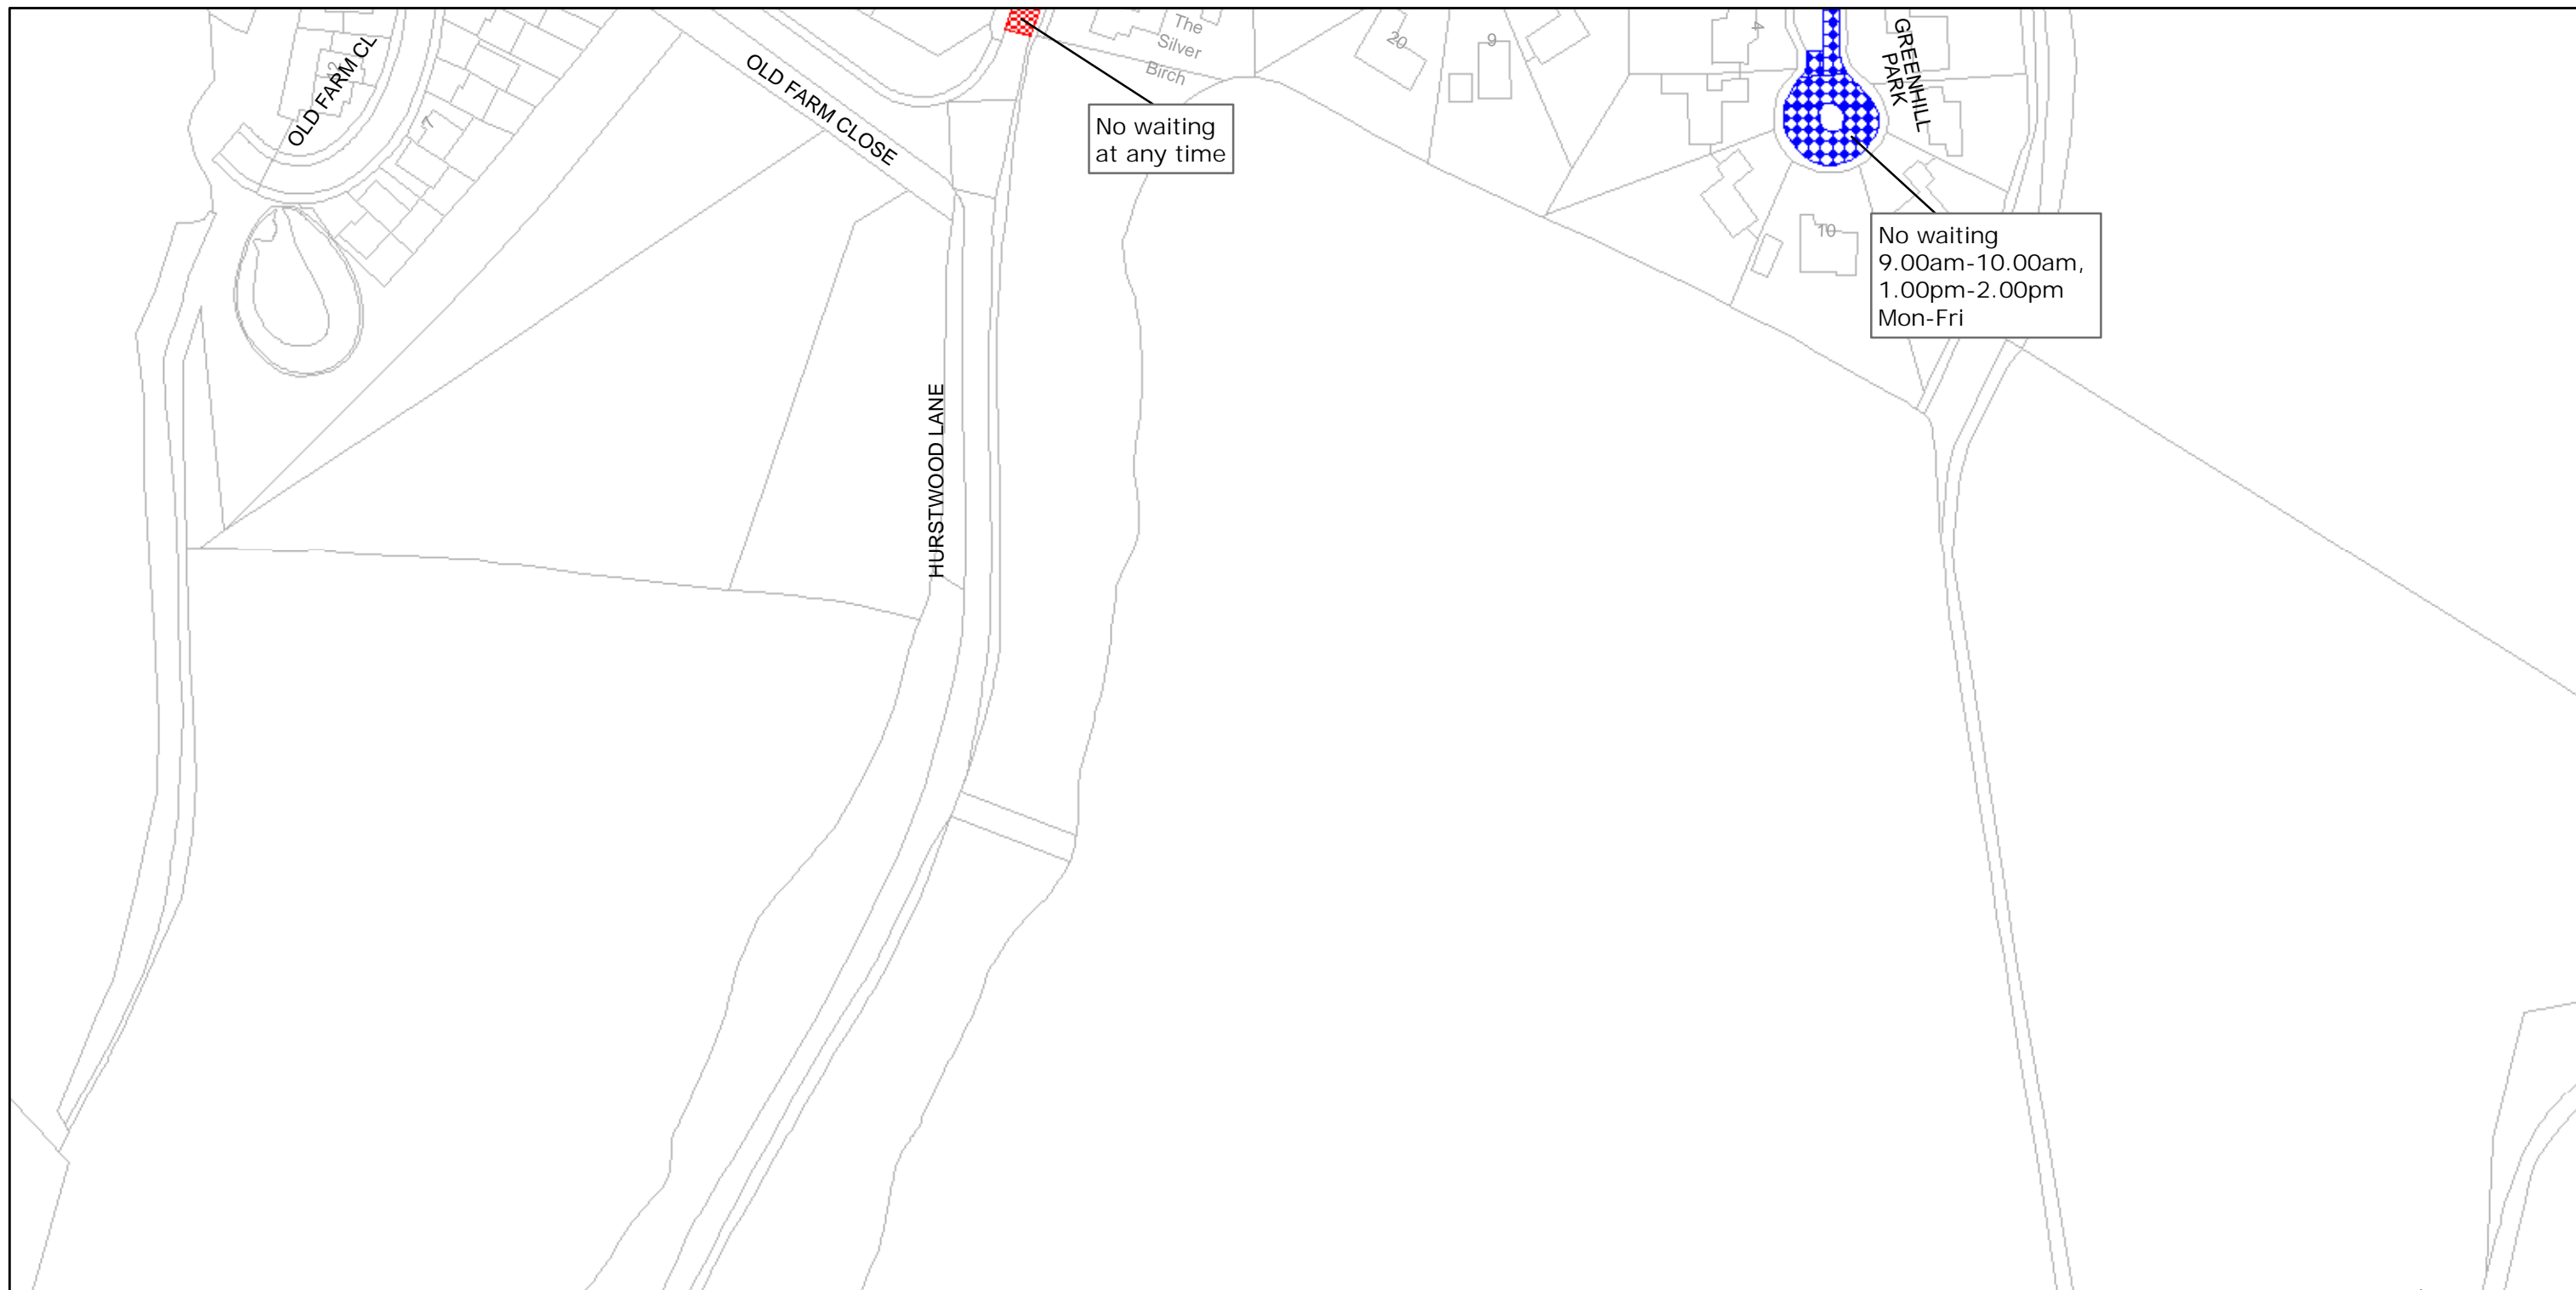 OLD FARM CL
2
7
OLD FARM CLOSE
The
Silver
Birch
No waiting
at any time
HURSTWOOD LANE
20
9
4
GREENHILL
PARK
10
No waiting
9.00am-10.00am,
1.00pm-2.00pm
Mon-Fri